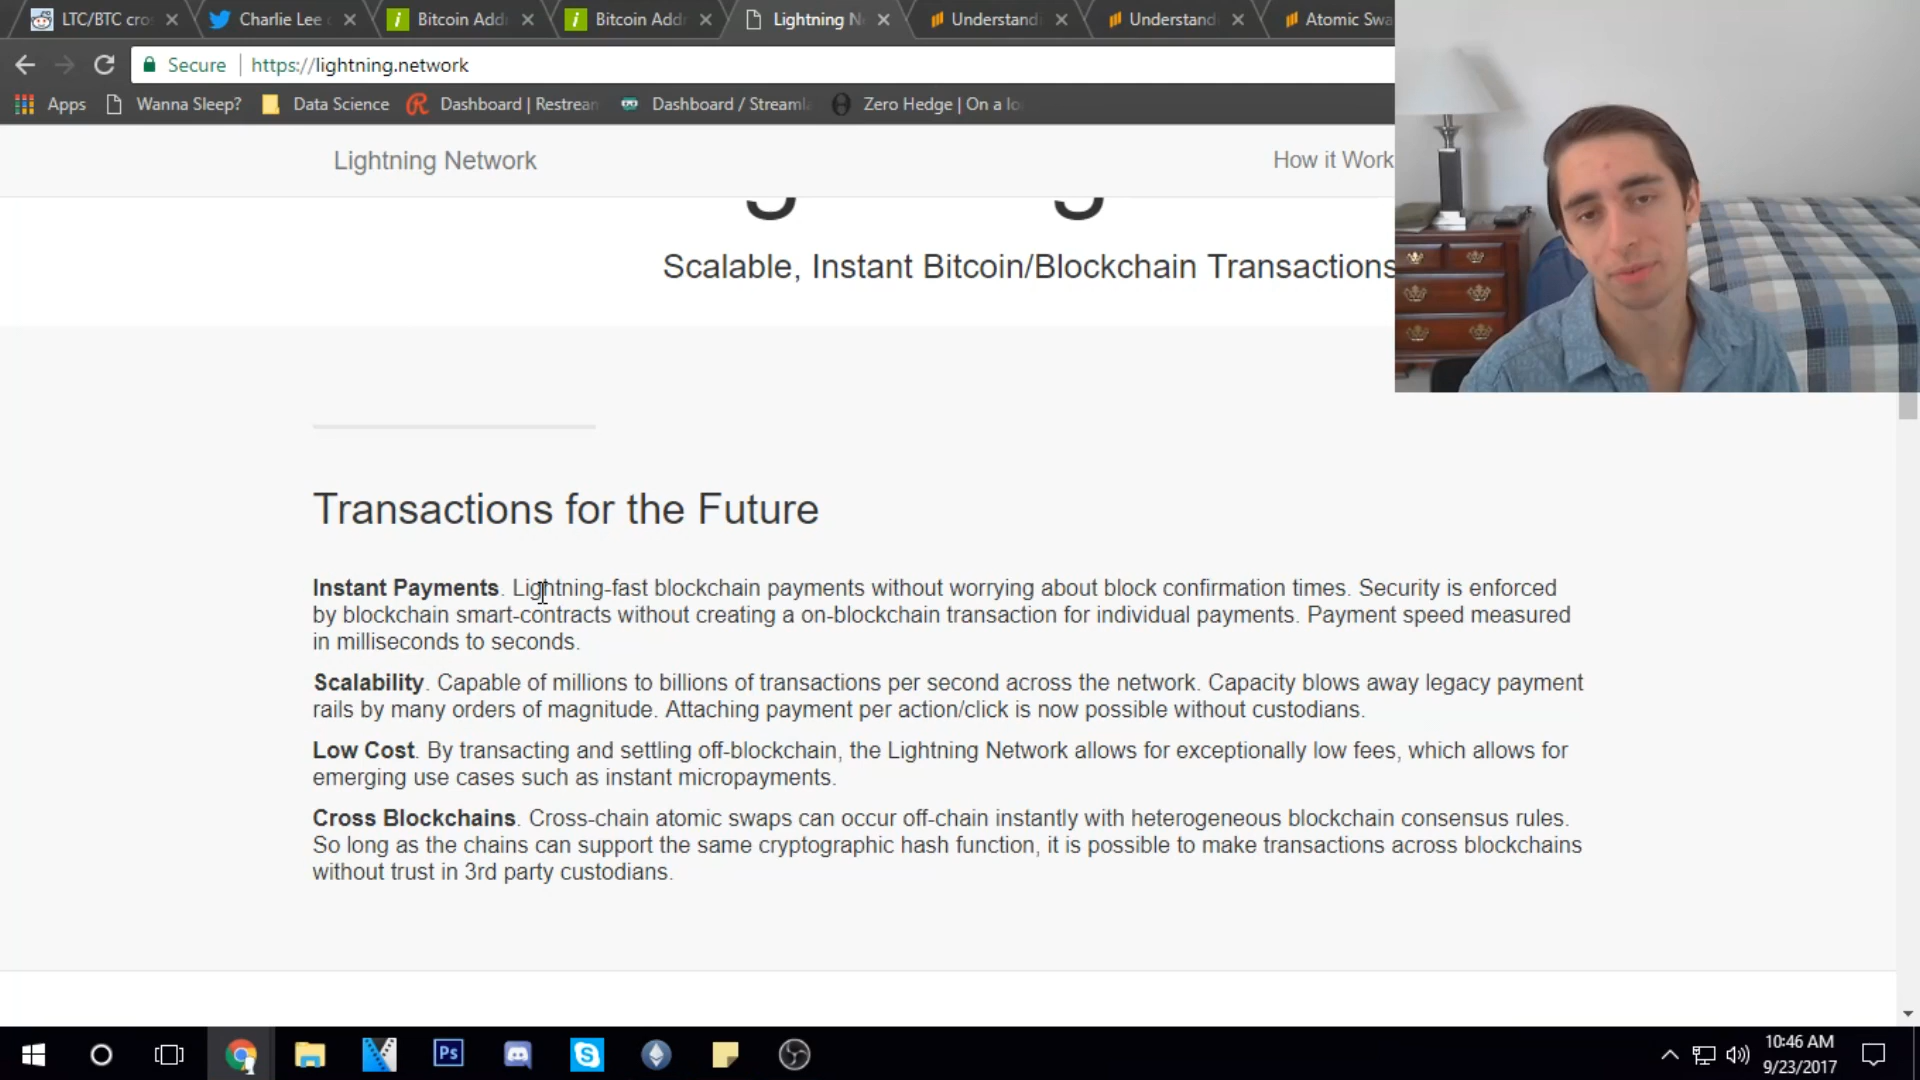 LTC/BTC cro
Charlie Lee
Bitcoin Add
Bitcoin Add
Lightning N
Understand
Understand
Atomic Swa
Secure
https://lightning.network
Apps
Wanna Sleep?
Data Science
Dashboard | Restrean
Dashboard / Streamla
Zero Hedge | On a lo
Lightning Network
How it Work
Scalable, Instant Bitcoin/Blockchain Transactions
Transactions for the Future
Instant Payments. Lightning-fast blockchain payments without worrying about block confirmation times. Security is enforced
by blockchain smart-contracts without creating a on-blockchain transaction for individual payments. Payment speed measured
in milliseconds to seconds.
Scalability. Capable of millions to billions of transactions per second across the network. Capacity blows away legacy payment
rails by many orders of magnitude. Attaching payment per action/click is now possible without custodians.
Low Cost. By transacting and settling off-blockchain, the Lightning Network allows for exceptionally low fees, which allows for
emerging use cases such as instant micropayments.
Cross Blockchains. Cross-chain atomic swaps can occur off-chain instantly with heterogeneous blockchain consensus rules.
So long as the chains can support the same cryptographic hash function, it is possible to make transactions across blockchains
without trust in 3rd party custodians.
Ps
10:46 AM
9/23/2017